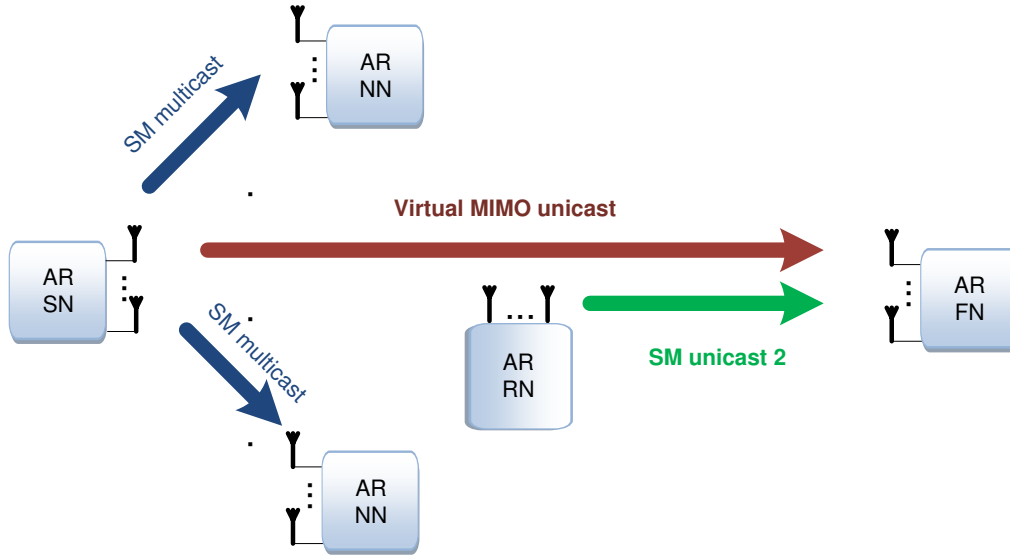 AR
NN
SM multicast
Virtual MIMO unicast
AR
SN
AR
FN
SM multicast
AR
RN
SM unicast 2
AR
NN